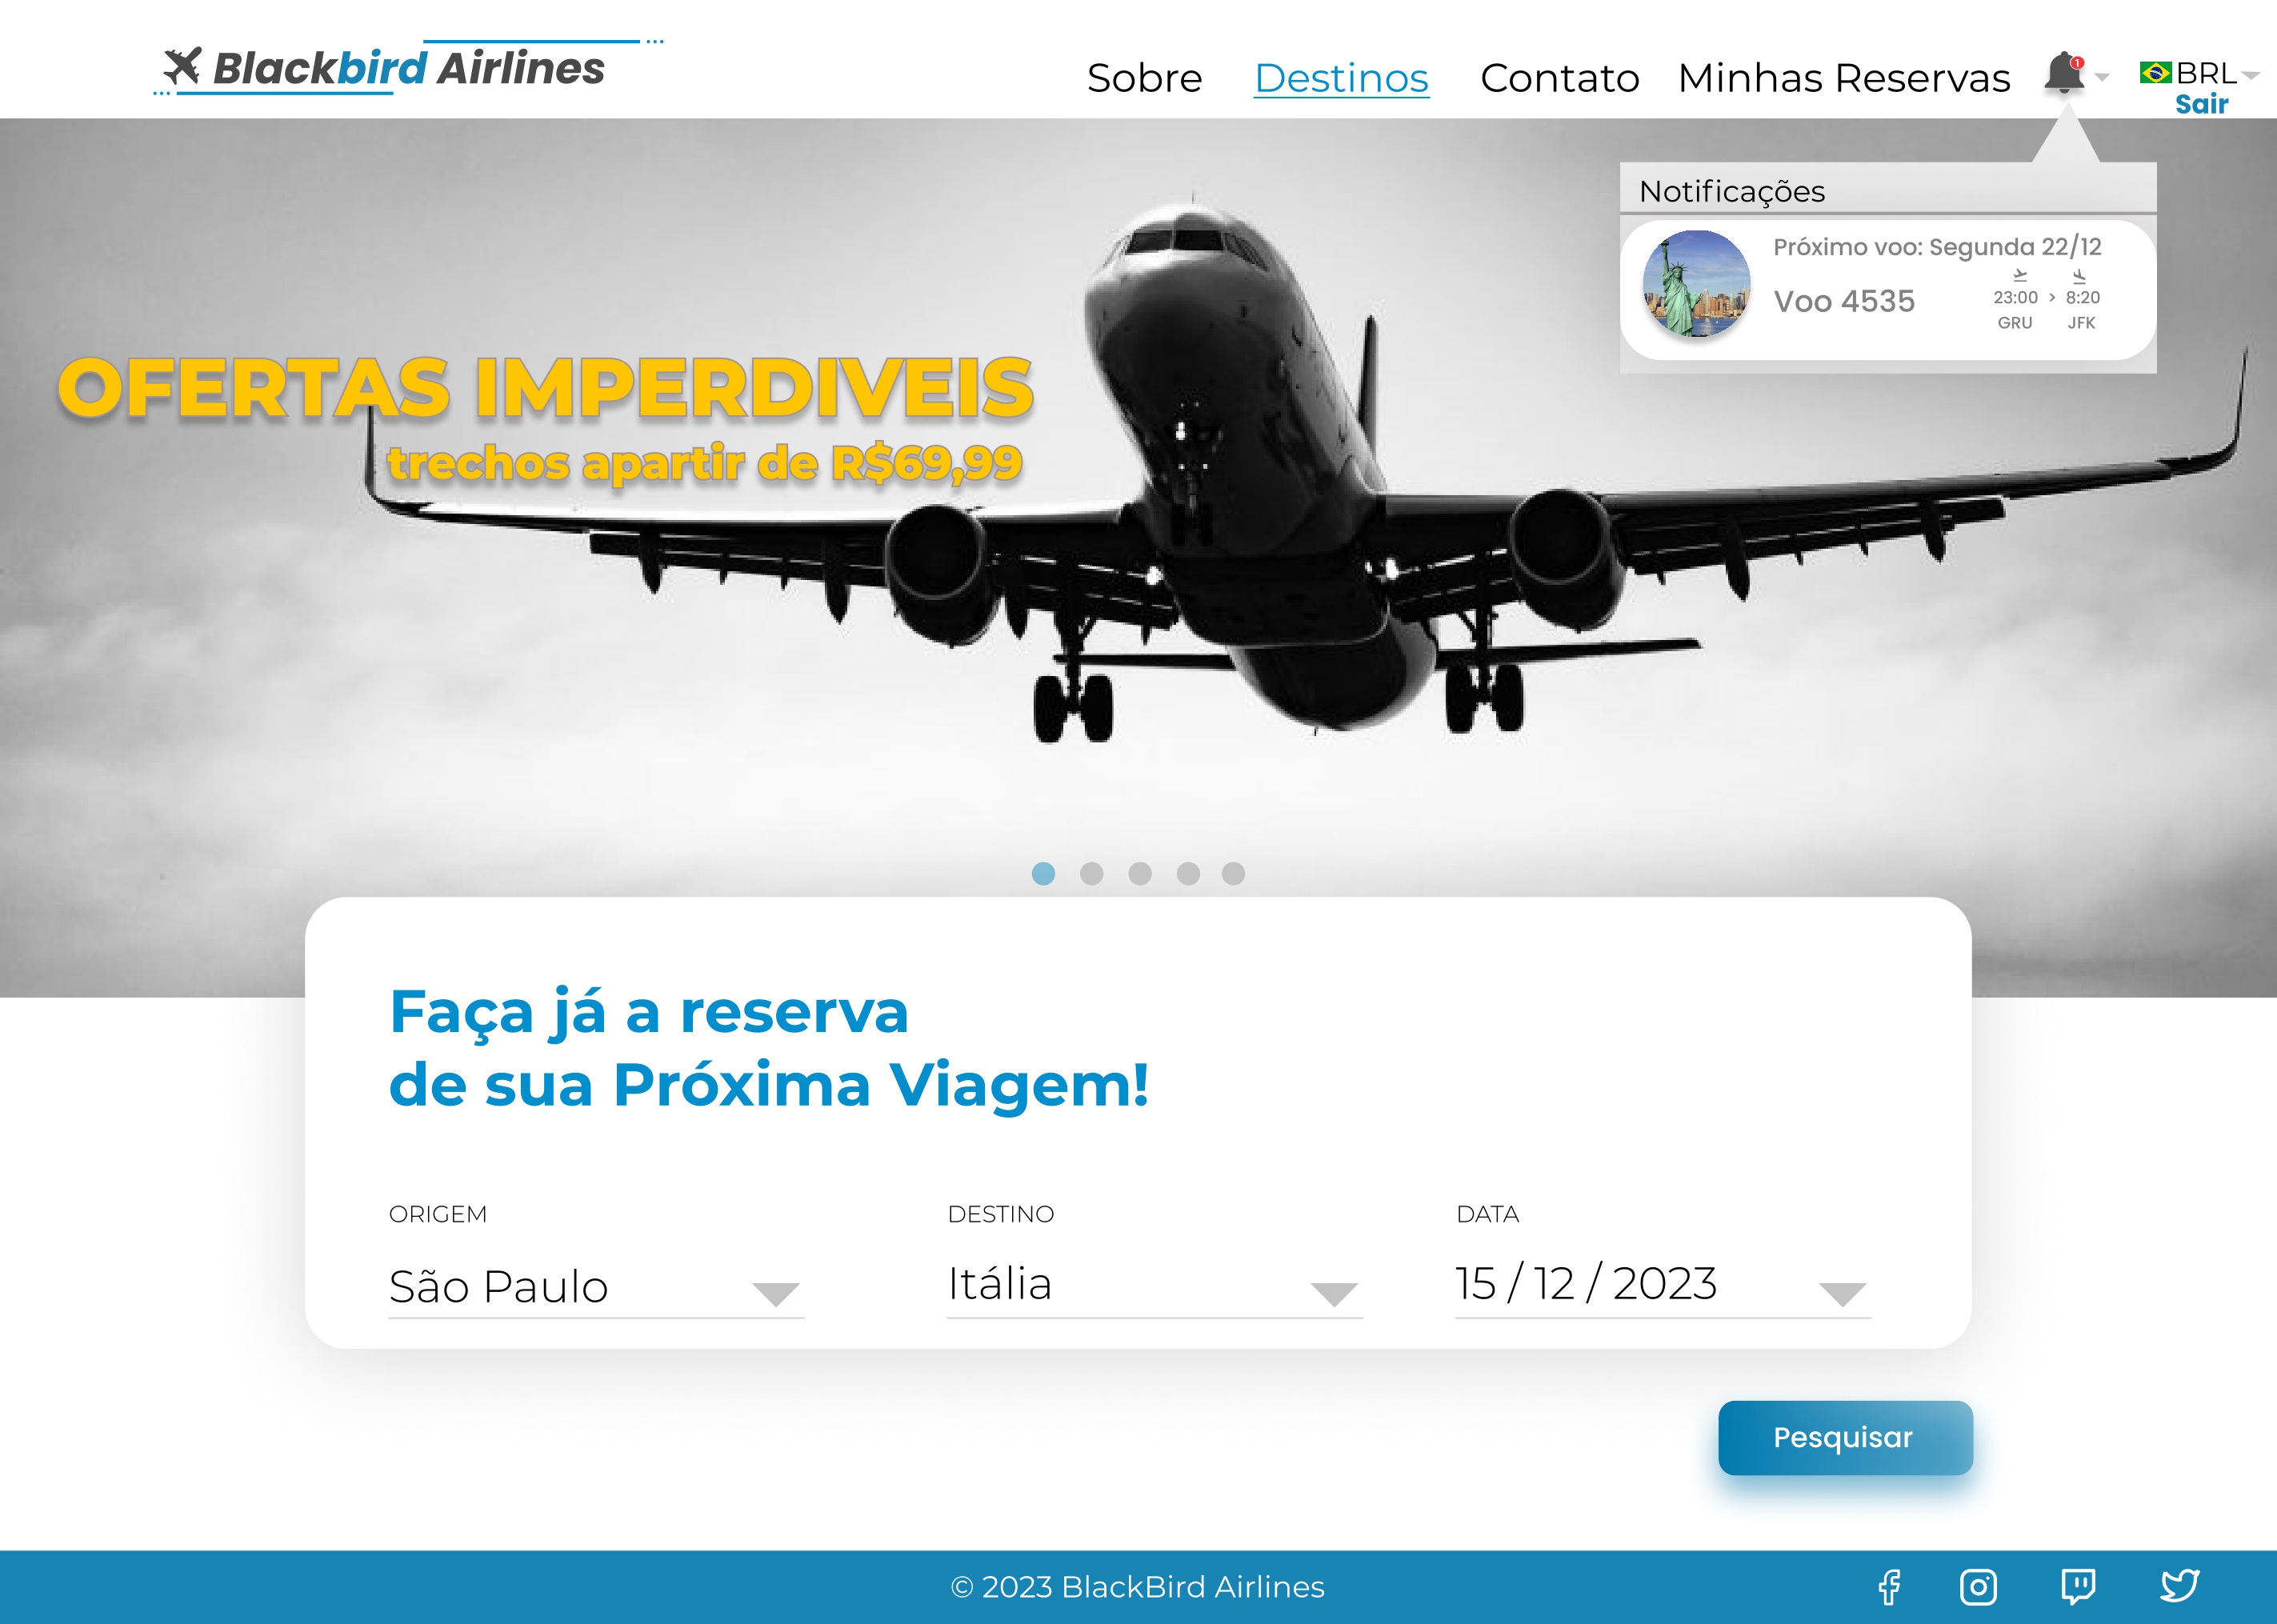 Blackbird Airlines
Sobre Destinos Contato Minhas Reservas 1 BRL
Sair
Notificações
Próximo voo: Segunda 22/12
Voo 4535
23:00 > 8:20
GRU JFK
OFERTAS IMPERDIVEIS
trechos apartir de R$69,99
Faça já a reserva
de sua Próxima Viagem!
ORIGEM DESTINO DATA
São Paulo Itália 15 / 12 / 2023
Pesquisar
© 2023 BlackBird Airlines